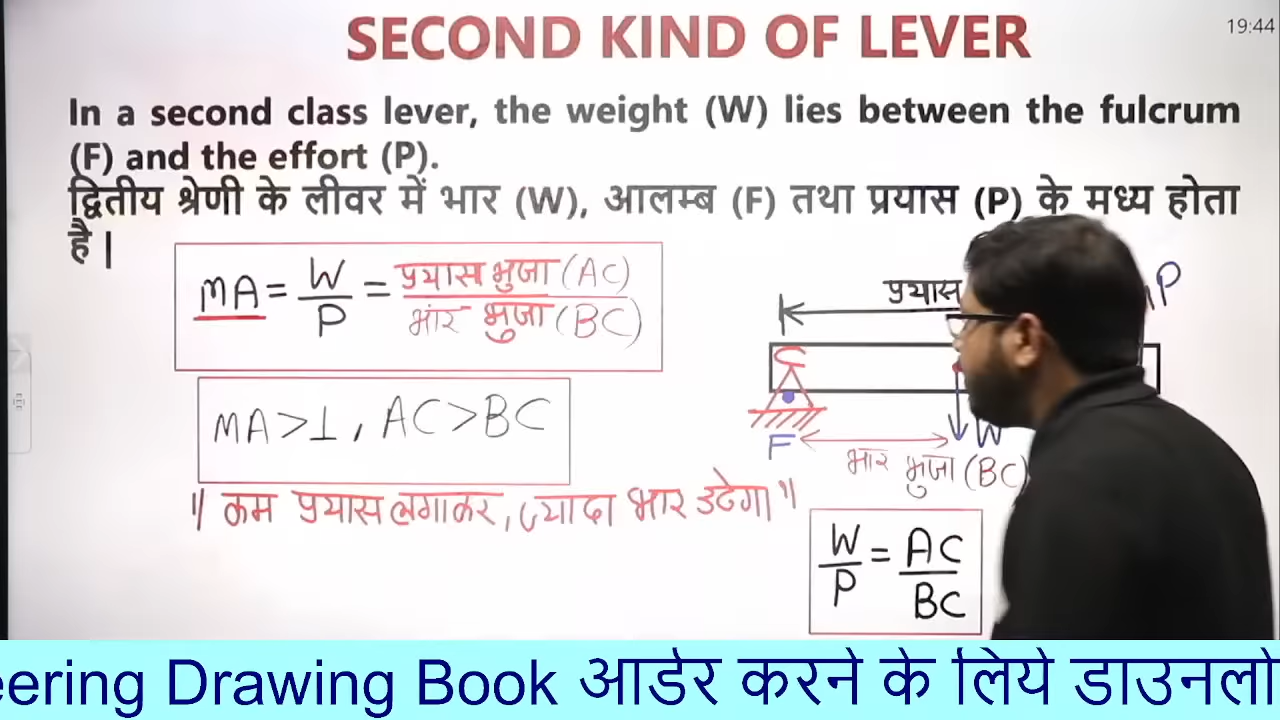 SECOND KIND OF LEVER
19:44
In a second class lever, the weight (W) lies between the fulcrum
(F) and the effort (P).
द्वितीय श्रेणी के लीवर में भार (W), आलम्ब (F) तथा प्रयास (P) के मध्य होता
है |
MA = W/P = प्रयास भुजा (AC)/भार भुजा (BC)
MA>1, AC>BC
"कम प्रयास लगाकर, ज्यादा भार उठेगा"
प्रयास
P
C
F
W
भार भुजा (BC)
W/P = AC/BC
eering Drawing Book आर्डर करने के लिये डाउनलो